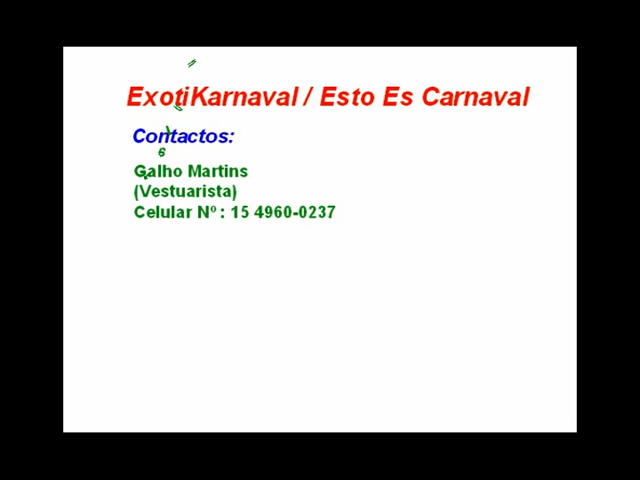 ExotiKarnaval / Esto Es Carnaval
Contactos:
Galho Martins
(Vestuarista)
Celular Nº : 15 4960-0237